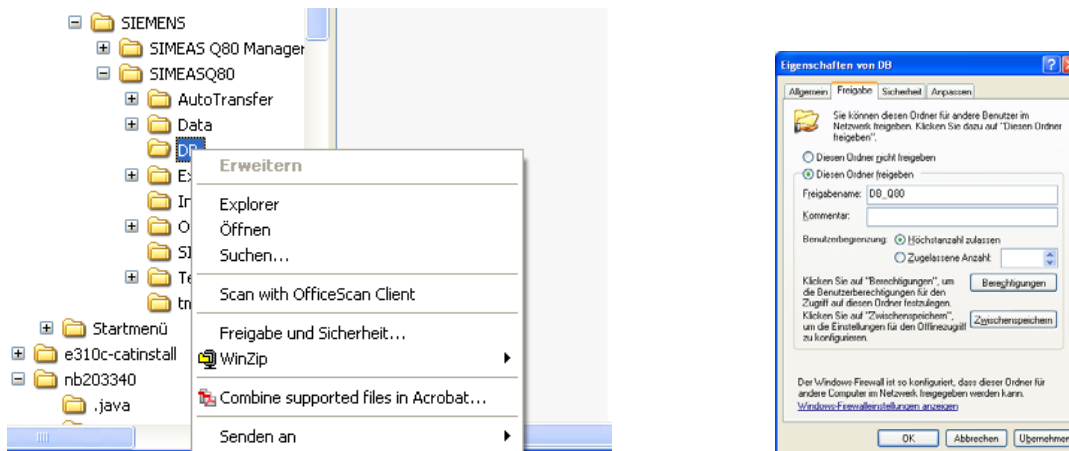 SIEMENS
SIMEAS Q80 Manager
SIMEASQ80
AutoTransfer
Data
DB
Erweitern
Explorer
Öffnen
Suchen...
Scan with OfficeScan Client
Freigabe und Sicherheit...
WinZip
Combine supported files in Acrobat...
Senden an
Startmenü
e310c-catinstall
nb203340
.java
Eigenschaften von DB
Allgemein Freigabe Sicherheit Anpassen
Sie können diesen Ordner für andere Benutzer im
Netzwerk freigeben. Klicken Sie dazu auf "Diesen Ordner
freigeben".
Diesen Ordner nicht freigeben
Diesen Ordner freigeben
Freigabename: DB_Q80
Kommentar:
Benutzerbegrenzung: Höchstanzahl zulassen
Zugelassene Anzahl:
Klicken Sie auf "Berechtigungen", um
die Benutzerberechtigungen für den
Zugriff auf diesen Ordner festzulegen.
Berechtigungen
Klicken Sie auf "Zwischenspeichern",
um die Einstellungen für den Offlinezugriff
zu konfigurieren.
Zwischenspeichern
Der Windows-Firewall ist so konfiguriert, dass dieser Ordner für
andere Computer im Netzwerk freigegeben werden kann.
Windows-Firewalleinstellungen anzeigen
OK Abbrechen Übernehmen